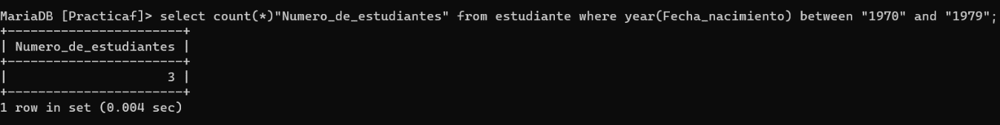 MariaDB [Practicaf]> select count(*)"Numero_de_estudiantes" from estudiante where year(Fecha_nacimiento) between "1970" and "1979";
+-----------------------+
| Numero_de_estudiantes |
+-----------------------+
|                     3 |
+-----------------------+
1 row in set (0.004 sec)